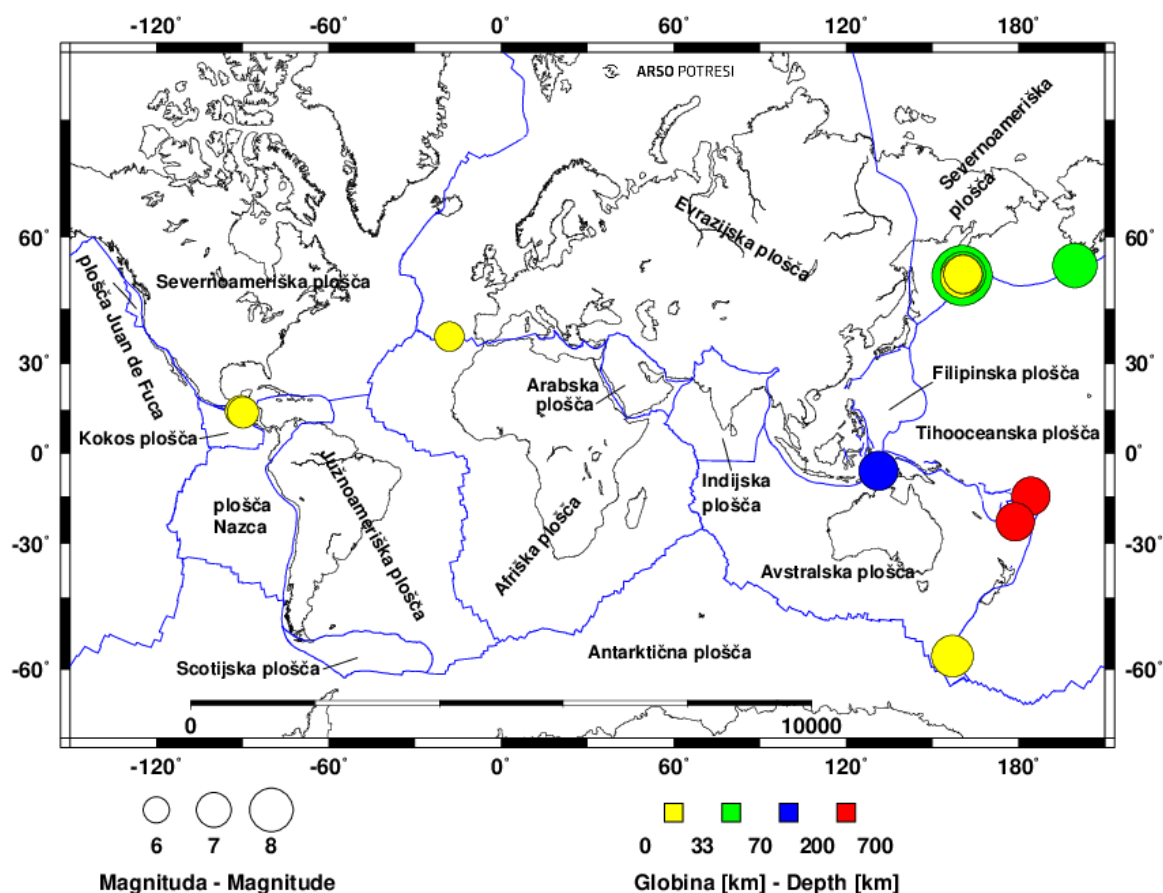 -120° -60° 0° 60° 120° 180°
ARSO POTRESI
Severnoameriška
plošča
Evrazijska plošča
60° 60°
Severnoameriška plošča
plošča Juan de Fuca
30° 30°
Arabska
plošča
Filipinska plošča
Kokos plošča
Tihooceanska plošča
0° 0°
Indijska
plošča
plošča
Nazca
Južnoameriška plošča
Afriška plošča
-30° -30°
Avstralska plošča
Antarktična plošča
Scotijska plošča
-60° -60°
0 10000
-120° -60° 0° 60° 120° 180°
6 7 8
0 33 70 200 700
Magnituda - Magnitude
Globina [km] - Depth [km]